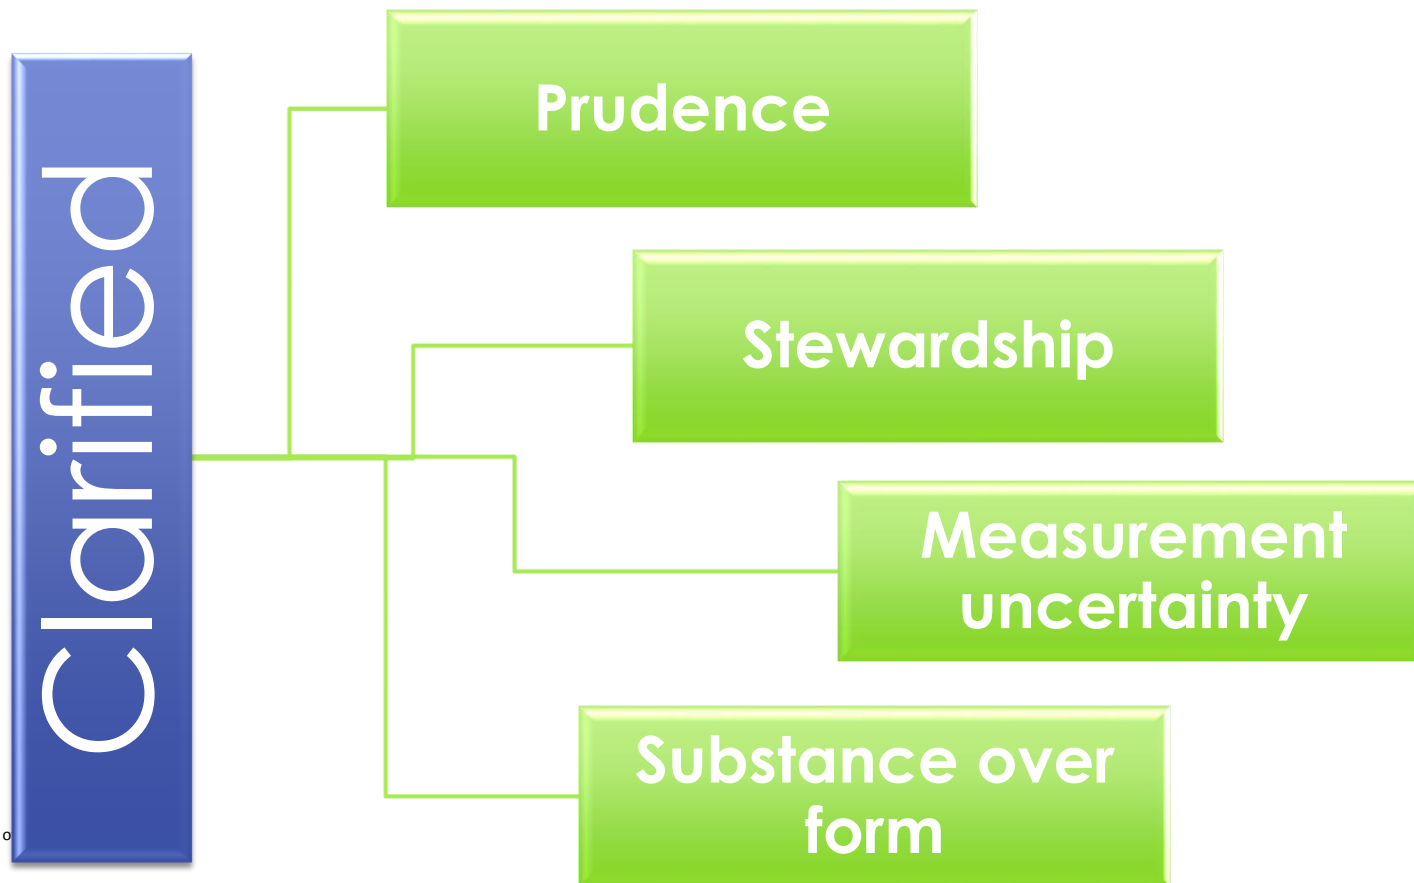 Clarified
Prudence
Stewardship
Measurement
uncertainty
Substance over
form
o